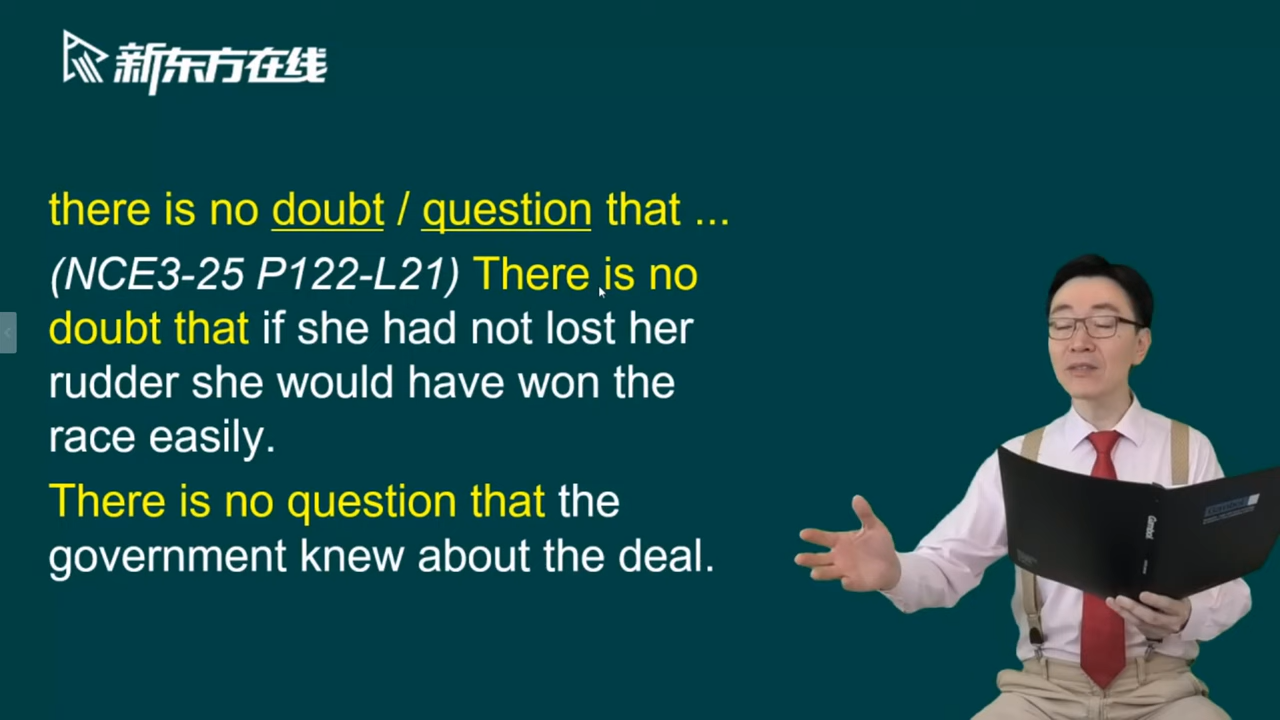 新东方在线
there is no doubt / question that ...
(NCE3-25 P122-L21) There is no
doubt that if she had not lost her
rudder she would have won the
race easily.
There is no question that the
government knew about the deal.